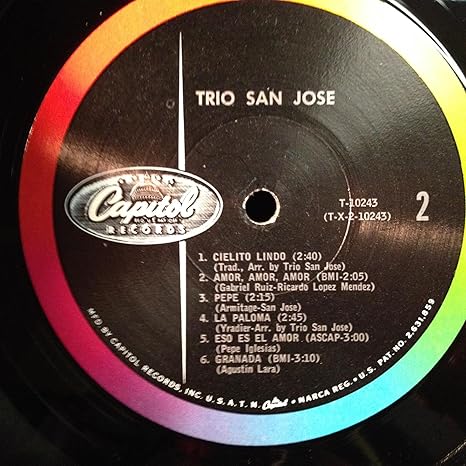 TRIO SAN JOSE
Capitol
RECORDS
T-10243
(T-X-2-10243)
2
1. CIELITO LINDO (2:40)
(Trad., Arr. by Trio San Jose)
2. AMOR, AMOR, AMOR (BMI-2:05)
(Gabriel Ruiz-Ricardo Lopez Mendez)
3. PEPE (2:15)
(Armitage-San Jose)
4. LA PALOMA (2:45)
(Yradier-Arr. by Trio San Jose)
5. ESO ES EL AMOR (ASCAP-3:00)
(Pepe Iglesias)
6. GRANADA (BMI-3:10)
(Agustin Lara)
MFD BY CAPITOL RECORDS, INC. U.S.A. T.M. Capitol • MARCA REG. • U.S. PAT. NO. 2,631,859